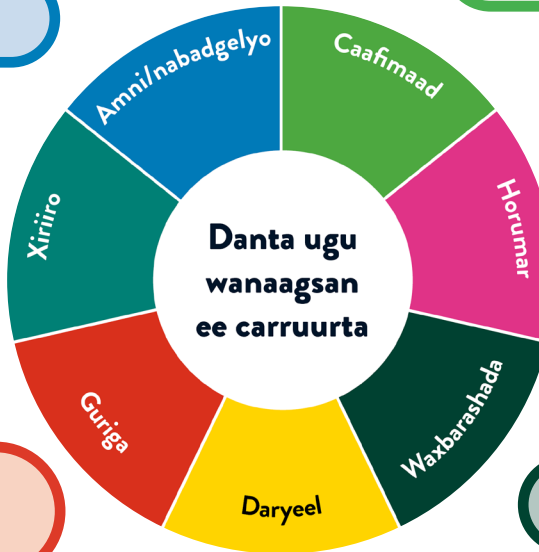 Amni/nabadgelyo
Caafimaad
Horumar
Waxbarashada
Daryeel
Guriga
Xiriiro
Danta ugu
wanaagsan
ee carruurta